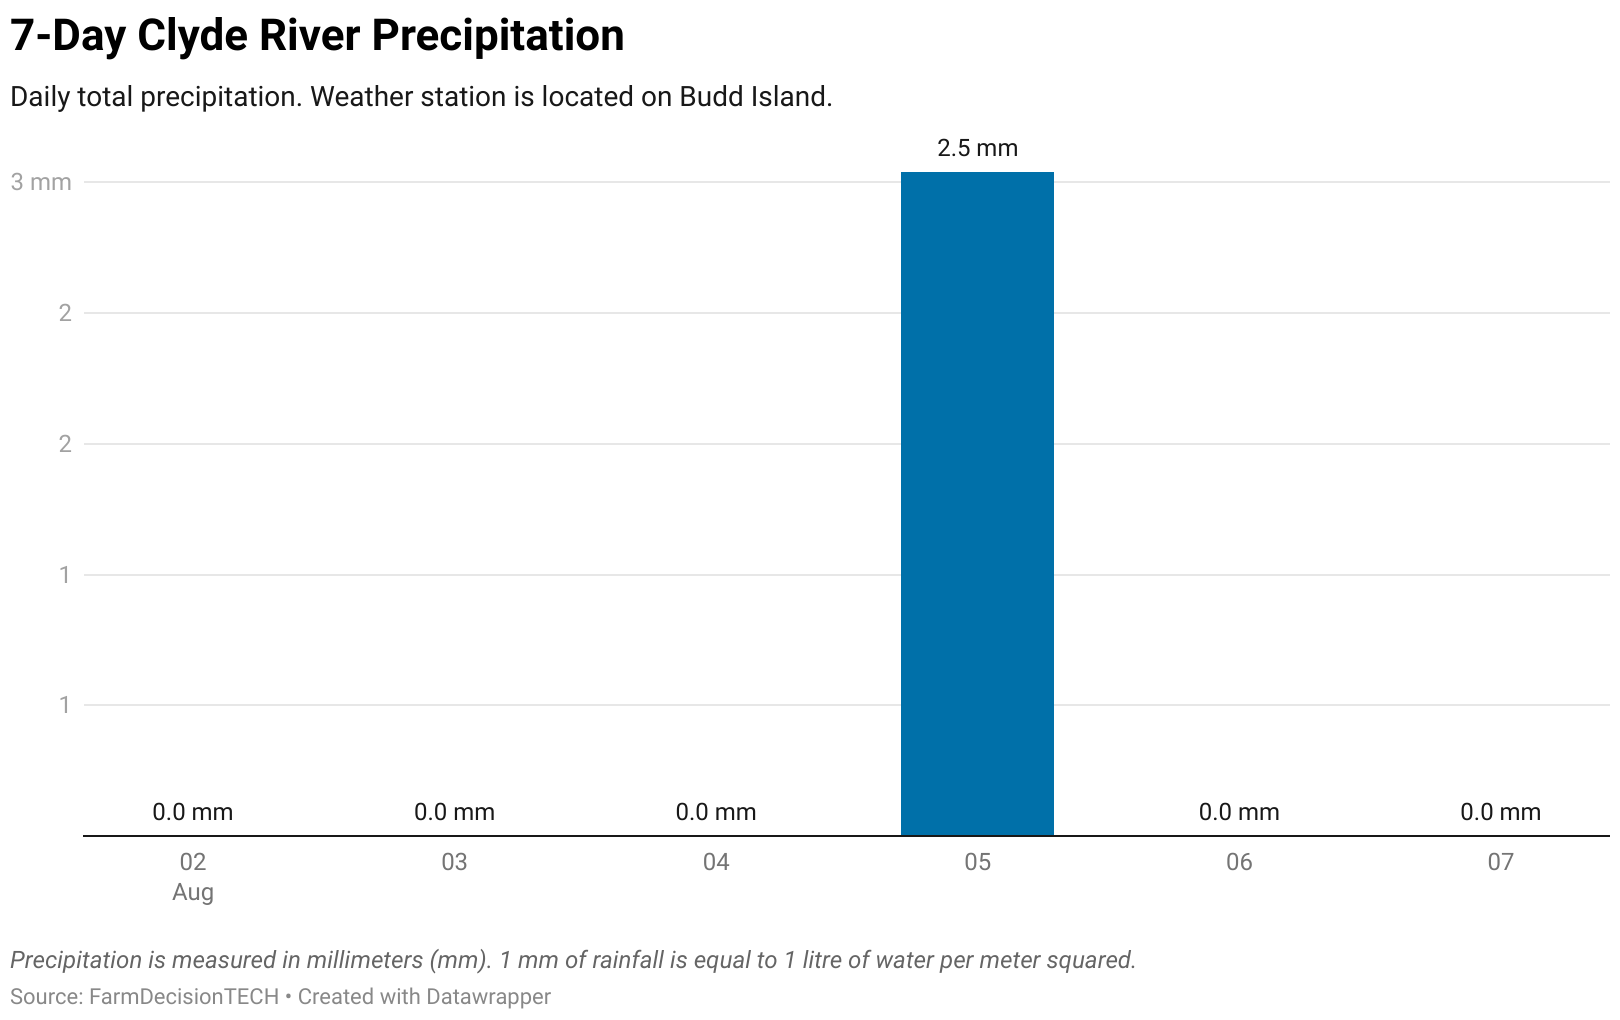 7-Day Clyde River Precipitation
Daily total precipitation. Weather station is located on Budd Island.
2.5 mm
3 mm
2
2
1
1
0.0 mm 0.0 mm 0.0 mm 0.0 mm 0.0 mm
02 03 04 05 06 07
Aug
Precipitation is measured in millimeters (mm). 1 mm of rainfall is equal to 1 litre of water per meter squared.
Source: FarmDecisionTECH • Created with Datawrapper